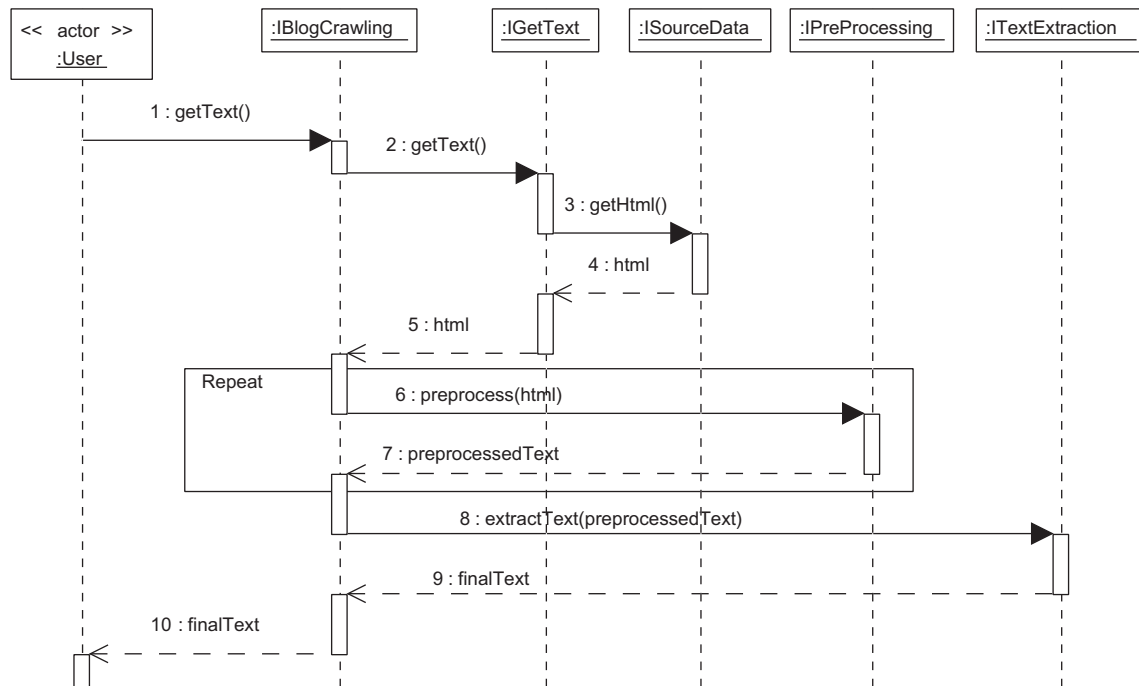 << actor >>
:User
:IBlogCrawling
:IGetText
:ISourceData
:IPreProcessing
:ITextExtraction
1 : getText()
2 : getText()
3 : getHtml()
4 : html
5 : html
Repeat
6 : preprocess(html)
7 : preprocessedText
8 : extractText(preprocessedText)
9 : finalText
10 : finalText